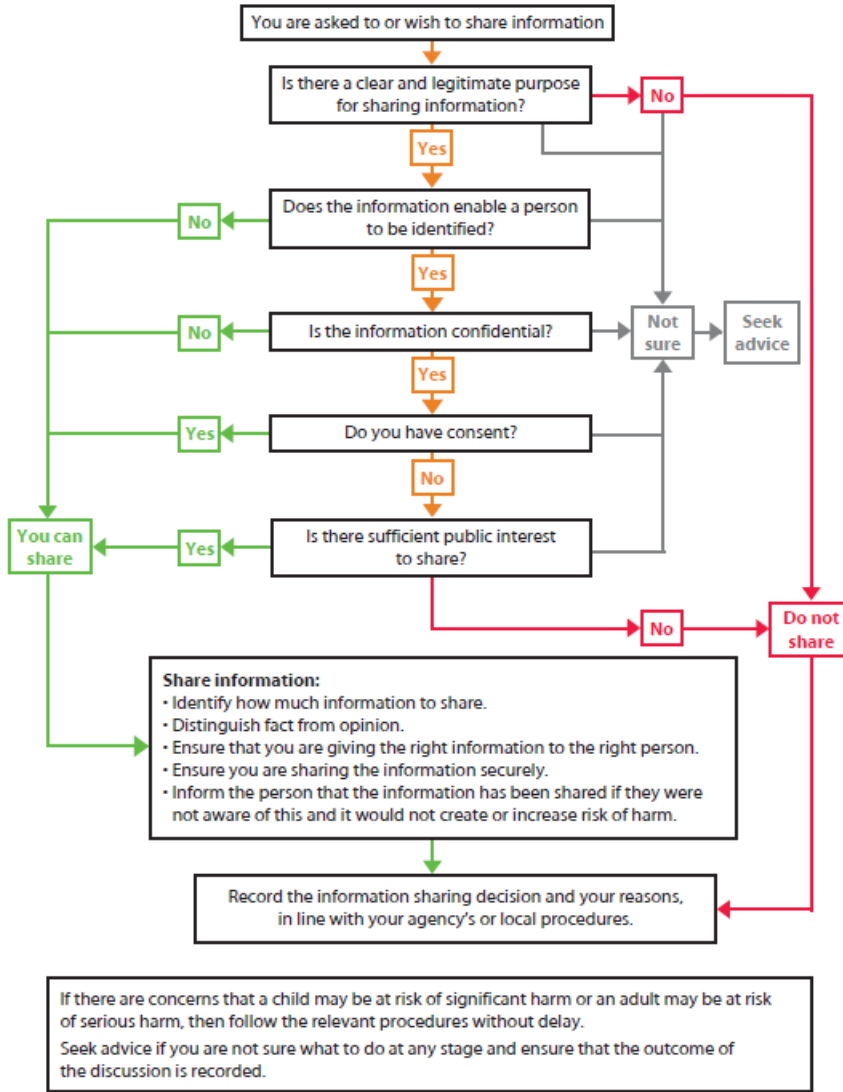 You are asked to or wish to share information
Is there a clear and legitimate purpose
for sharing information?
No
Yes
Does the information enable a person
to be identified?
No
Yes
Is the information confidential?
No
Not
sure
Seek
advice
Yes
Do you have consent?
Yes
No
Is there sufficient public interest
to share?
You can
share
Yes
No
Do not
share
Share information:
• Identify how much information to share.
• Distinguish fact from opinion.
• Ensure that you are giving the right information to the right person.
• Ensure you are sharing the information securely.
• Inform the person that the information has been shared if they were
not aware of this and it would not create or increase risk of harm.
Record the information sharing decision and your reasons,
in line with your agency's or local procedures.
If there are concerns that a child may be at risk of significant harm or an adult may be at risk
of serious harm, then follow the relevant procedures without delay.
Seek advice if you are not sure what to do at any stage and ensure that the outcome of
the discussion is recorded.